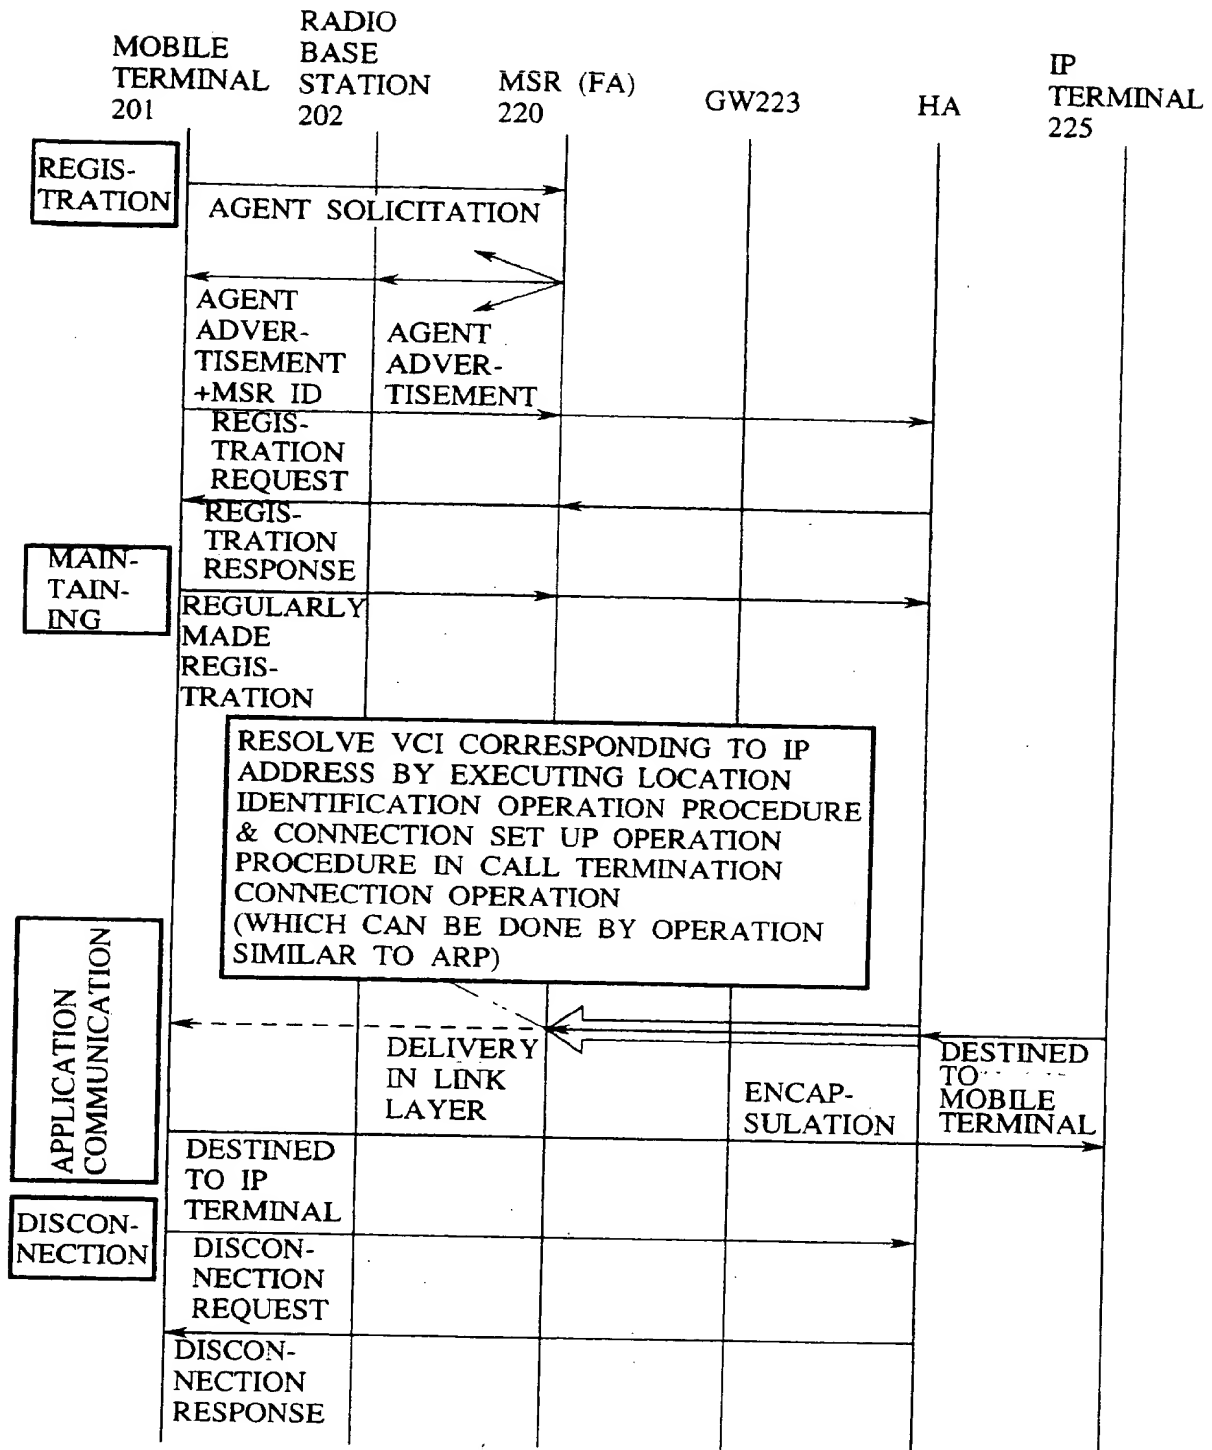 MOBILE
TERMINAL
201
RADIO
BASE
STATION
202
MSR (FA)
220
GW223
HA
IP
TERMINAL
225
REGIS-
TRATION
AGENT SOLICITATION
AGENT
ADVER-
TISEMENT
+MSR ID
AGENT
ADVER-
TISEMENT
REGIS-
TRATION
REQUEST
REGIS-
TRATION
RESPONSE
MAIN-
TAIN-
ING
REGULARLY
MADE
REGIS-
TRATION
RESOLVE VCI CORRESPONDING TO IP
ADDRESS BY EXECUTING LOCATION
IDENTIFICATION OPERATION PROCEDURE
& CONNECTION SET UP OPERATION
PROCEDURE IN CALL TERMINATION
CONNECTION OPERATION
(WHICH CAN BE DONE BY OPERATION
SIMILAR TO ARP)
APPLICATION
COMMUNICATION
DELIVERY
IN LINK
LAYER
ENCAP-
SULATION
DESTINED
TO
MOBILE
TERMINAL
DESTINED
TO IP
TERMINAL
DISCON-
NECTION
DISCON-
NECTION
REQUEST
DISCON-
NECTION
RESPONSE